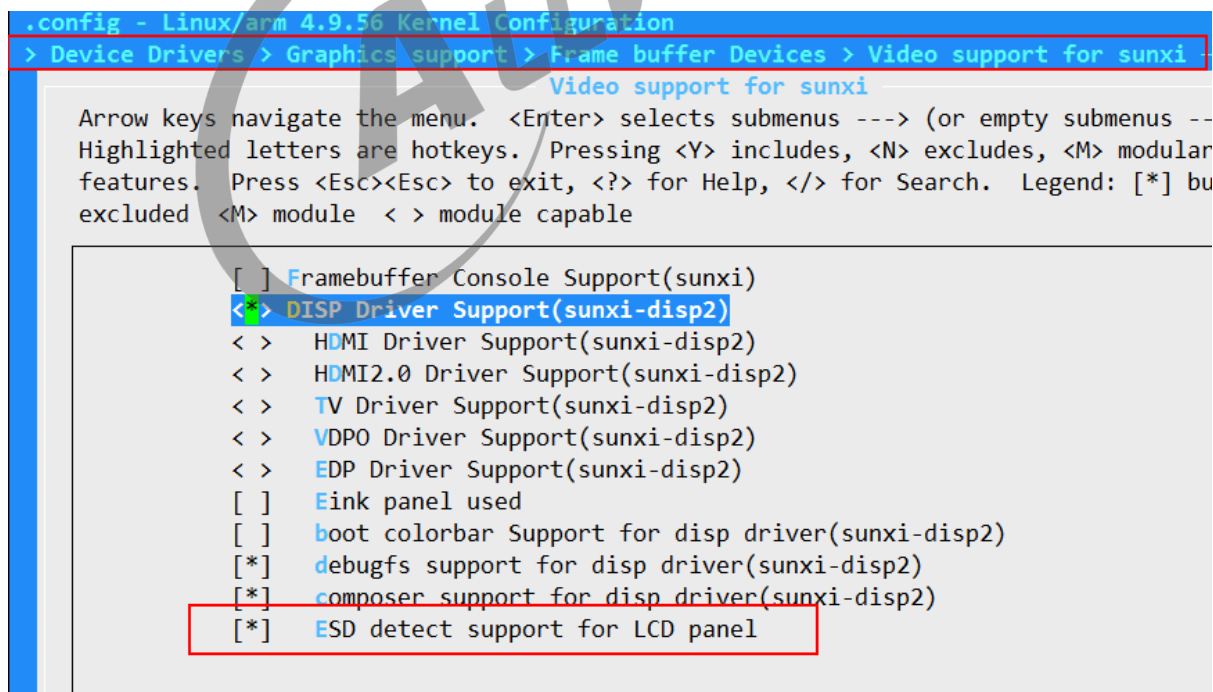 .config - Linux/arm 4.9.56 Kernel Configuration
> Device Drivers > Graphics support > Frame buffer Devices > Video support for sunxi
Video support for sunxi
Arrow keys navigate the menu.  <Enter> selects submenus ---> (or empty submenus --
Highlighted letters are hotkeys.  Pressing <Y> includes, <N> excludes, <M> modular
features.  Press <Esc><Esc> to exit, <?> for Help, </> for Search.  Legend: [*] bu
excluded  <M> module  < > module capable
[ ] Framebuffer Console Support(sunxi)
<*> DISP Driver Support(sunxi-disp2)
< >   HDMI Driver Support(sunxi-disp2)
< >   HDMI2.0 Driver Support(sunxi-disp2)
< >   TV Driver Support(sunxi-disp2)
< >   VDPO Driver Support(sunxi-disp2)
< >   EDP Driver Support(sunxi-disp2)
[ ]   Eink panel used
[ ]   boot colorbar Support for disp driver(sunxi-disp2)
[*]   debugfs support for disp driver(sunxi-disp2)
[*]   composer support for disp driver(sunxi-disp2)
[*]   ESD detect support for LCD panel